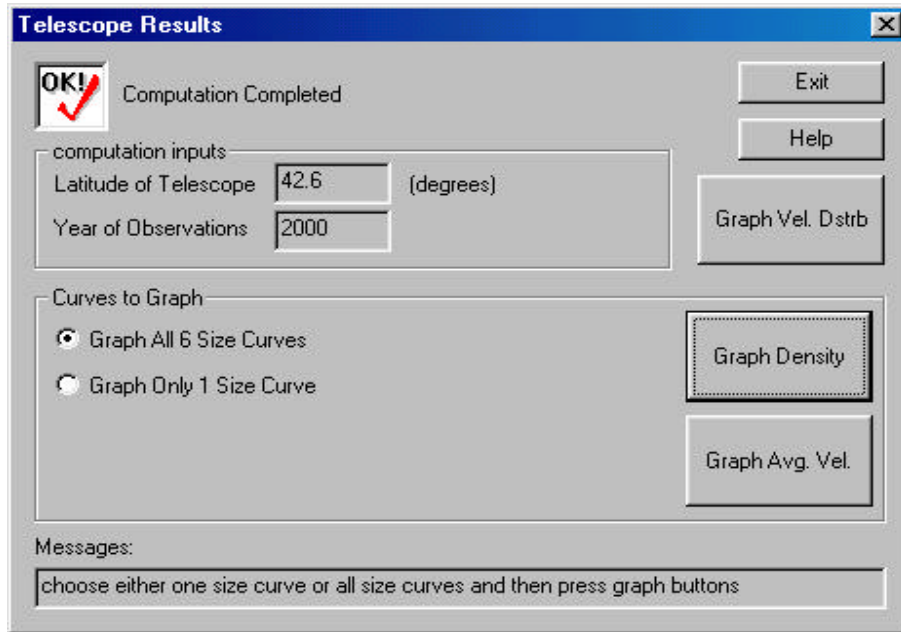 Telescope Results
OK!
Computation Completed
Exit
Help
computation inputs
Latitude of Telescope 42.6 (degrees)
Year of Observations 2000
Graph Vel. Dstrb
Curves to Graph
Graph All 6 Size Curves
Graph Only 1 Size Curve
Graph Density
Graph Avg. Vel.
Messages:
choose either one size curve or all size curves and then press graph buttons